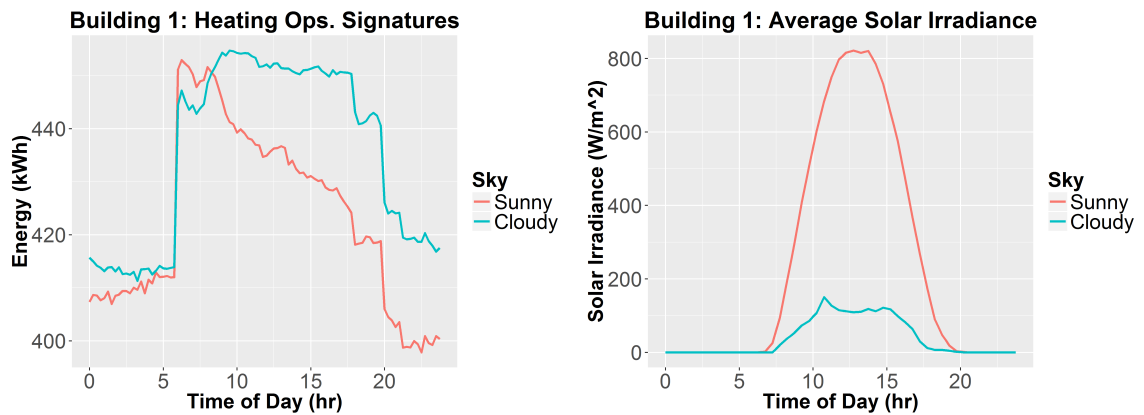 Building 1: Heating Ops. Signatures
Energy (kWh)
440
420
400
0 5 10 15 20
Time of Day (hr)
Sky
Sunny
Cloudy
Building 1: Average Solar Irradiance
Solar Irradiance (W/m^2)
800
600
400
200
0
0 5 10 15 20
Time of Day (hr)
Sky
Sunny
Cloudy